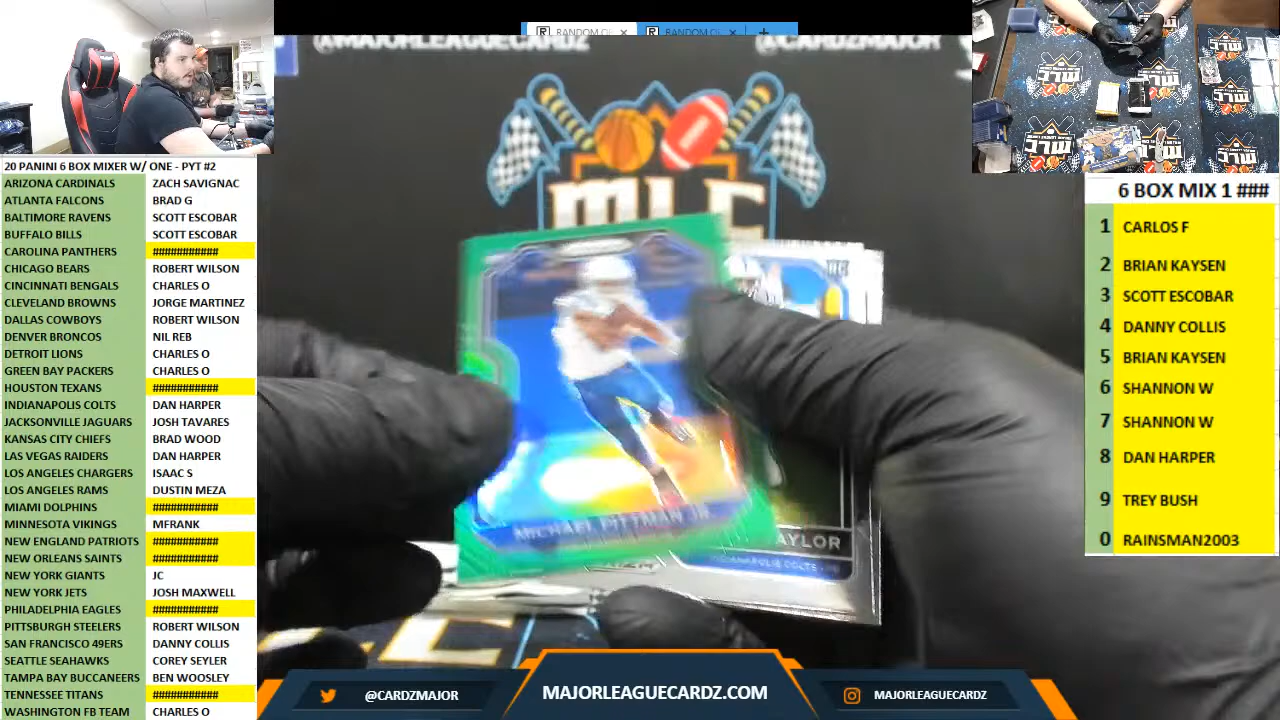 RANDOM.O
RANDOM.O
@MAJORLEAGUECARDZ
@CARDZMAJOR
MLC
20 PANINI 6 BOX MIXER W/ ONE - PYT #2
ARIZONA CARDINALS ZACH SAVIGNAC
ATLANTA FALCONS BRAD G
BALTIMORE RAVENS SCOTT ESCOBAR
BUFFALO BILLS SCOTT ESCOBAR
CAROLINA PANTHERS ###########
CHICAGO BEARS ROBERT WILSON
CINCINNATI BENGALS CHARLES O
CLEVELAND BROWNS JORGE MARTINEZ
DALLAS COWBOYS ROBERT WILSON
DENVER BRONCOS NIL REB
DETROIT LIONS CHARLES O
GREEN BAY PACKERS CHARLES O
HOUSTON TEXANS ###########
INDIANAPOLIS COLTS DAN HARPER
JACKSONVILLE JAGUARS JOSH TAVARES
KANSAS CITY CHIEFS BRAD WOOD
LAS VEGAS RAIDERS DAN HARPER
LOS ANGELES CHARGERS ISAAC S
LOS ANGELES RAMS DUSTIN MEZA
MIAMI DOLPHINS ###########
MINNESOTA VIKINGS MFRANK
NEW ENGLAND PATRIOTS ###########
NEW ORLEANS SAINTS ###########
NEW YORK GIANTS JC
NEW YORK JETS JOSH MAXWELL
PHILADELPHIA EAGLES ###########
PITTSBURGH STEELERS ROBERT WILSON
SAN FRANCISCO 49ERS DANNY COLLIS
SEATTLE SEAHAWKS COREY SEYLER
TAMPA BAY BUCCANEERS BEN WOOSLEY
TENNESSEE TITANS ###########
WASHINGTON FB TEAM CHARLES O
RC
MICHAEL PITTMAN JR.
AYLOR
INDIANAPOLIS COLTS
6 BOX MIX 1 ###
1 CARLOS F
2 BRIAN KAYSEN
3 SCOTT ESCOBAR
4 DANNY COLLIS
5 BRIAN KAYSEN
6 SHANNON W
7 SHANNON W
8 DAN HARPER
9 TREY BUSH
0 RAINSMAN2003
@CARDZMAJOR
MAJORLEAGUECARDZ.COM
MAJORLEAGUECARDZ